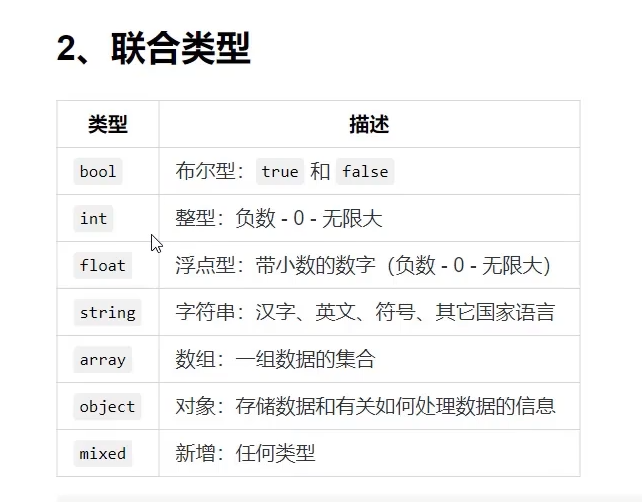 2、联合类型
类型 描述
bool 布尔型：true 和 false
int 整型：负数 - 0 - 无限大
float 浮点型：带小数的数字（负数 - 0 - 无限大）
string 字符串：汉字、英文、符号、其它国家语言
array 数组：一组数据的集合
object 对象：存储数据和有关如何处理数据的信息
mixed 新增：任何类型